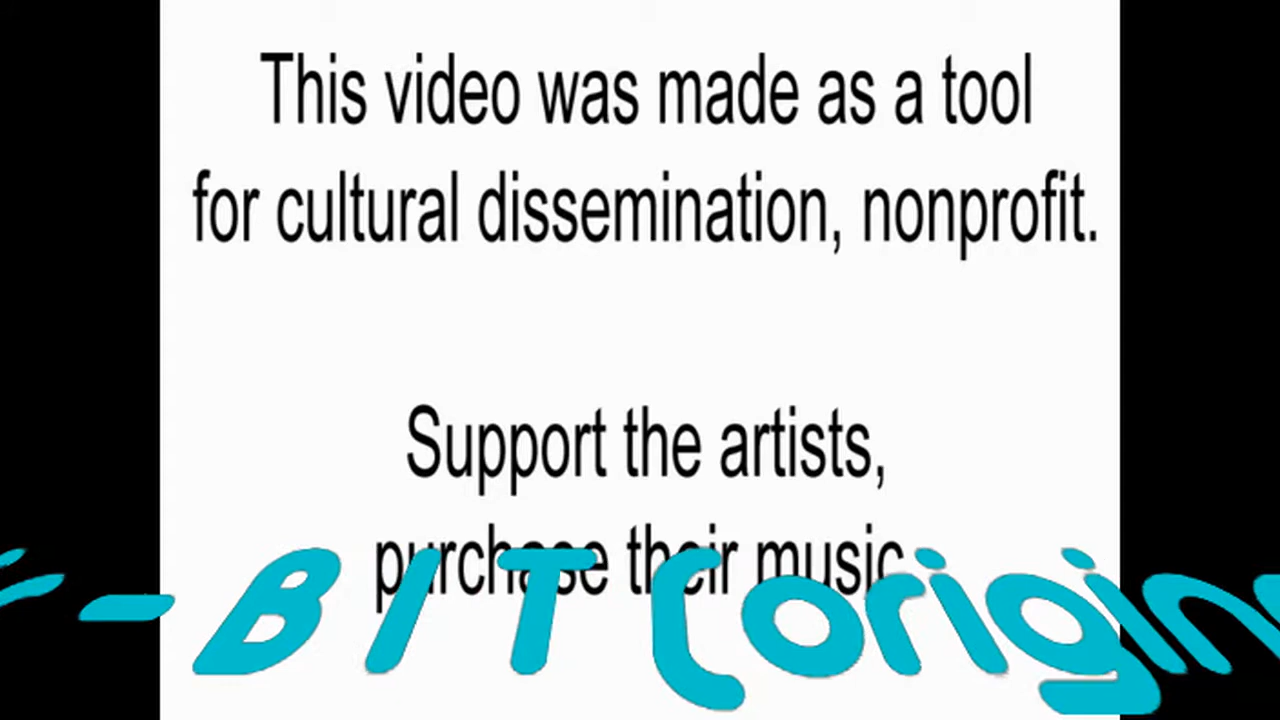 This video was made as a tool
for cultural dissemination, nonprofit.
Support the artists,
purchase their music
- BIT (origin